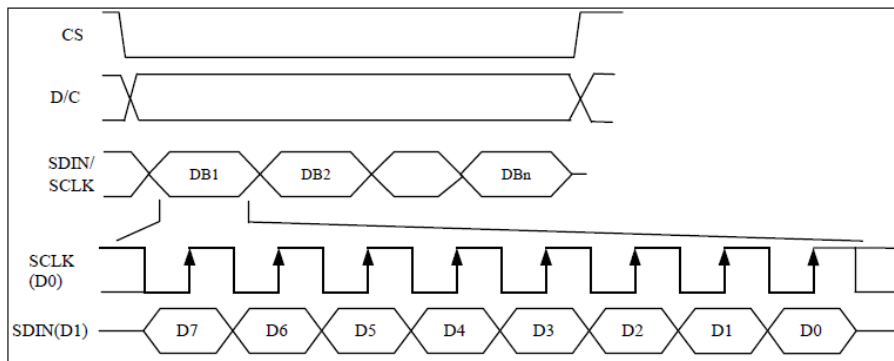 CS
D/C
SDIN/
SCLK
DB1 DB2 DBn
SCLK
(D0)
SDIN(D1) D7 D6 D5 D4 D3 D2 D1 D0